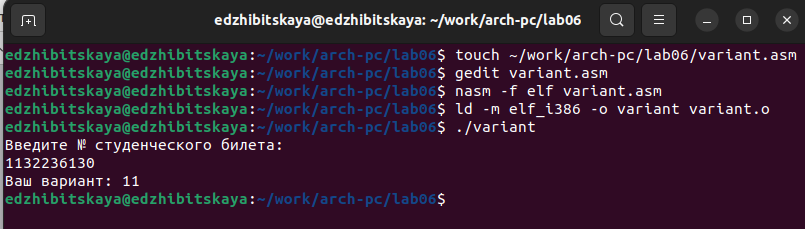 edzhibitskaya@edzhibitskaya: ~/work/arch-pc/lab06
edzhibitskaya@edzhibitskaya:~/work/arch-pc/lab06$ touch ~/work/arch-pc/lab06/variant.asm
edzhibitskaya@edzhibitskaya:~/work/arch-pc/lab06$ gedit variant.asm
edzhibitskaya@edzhibitskaya:~/work/arch-pc/lab06$ nasm -f elf variant.asm
edzhibitskaya@edzhibitskaya:~/work/arch-pc/lab06$ ld -m elf_i386 -o variant variant.o
edzhibitskaya@edzhibitskaya:~/work/arch-pc/lab06$ ./variant
Введите № студенческого билета:
1132236130
Ваш вариант: 11
edzhibitskaya@edzhibitskaya:~/work/arch-pc/lab06$